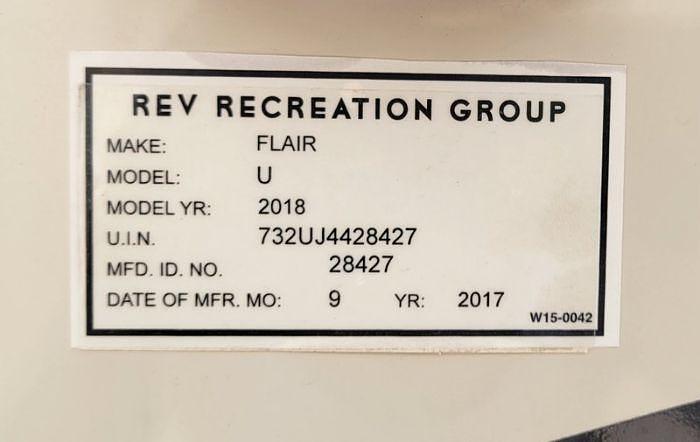 REV RECREATION GROUP
MAKE: FLAIR
MODEL: U
MODEL YR: 2018
U.I.N. 732UJ4428427
MFD. ID. NO. 28427
DATE OF MFR. MO: 9 YR: 2017
W15-0042